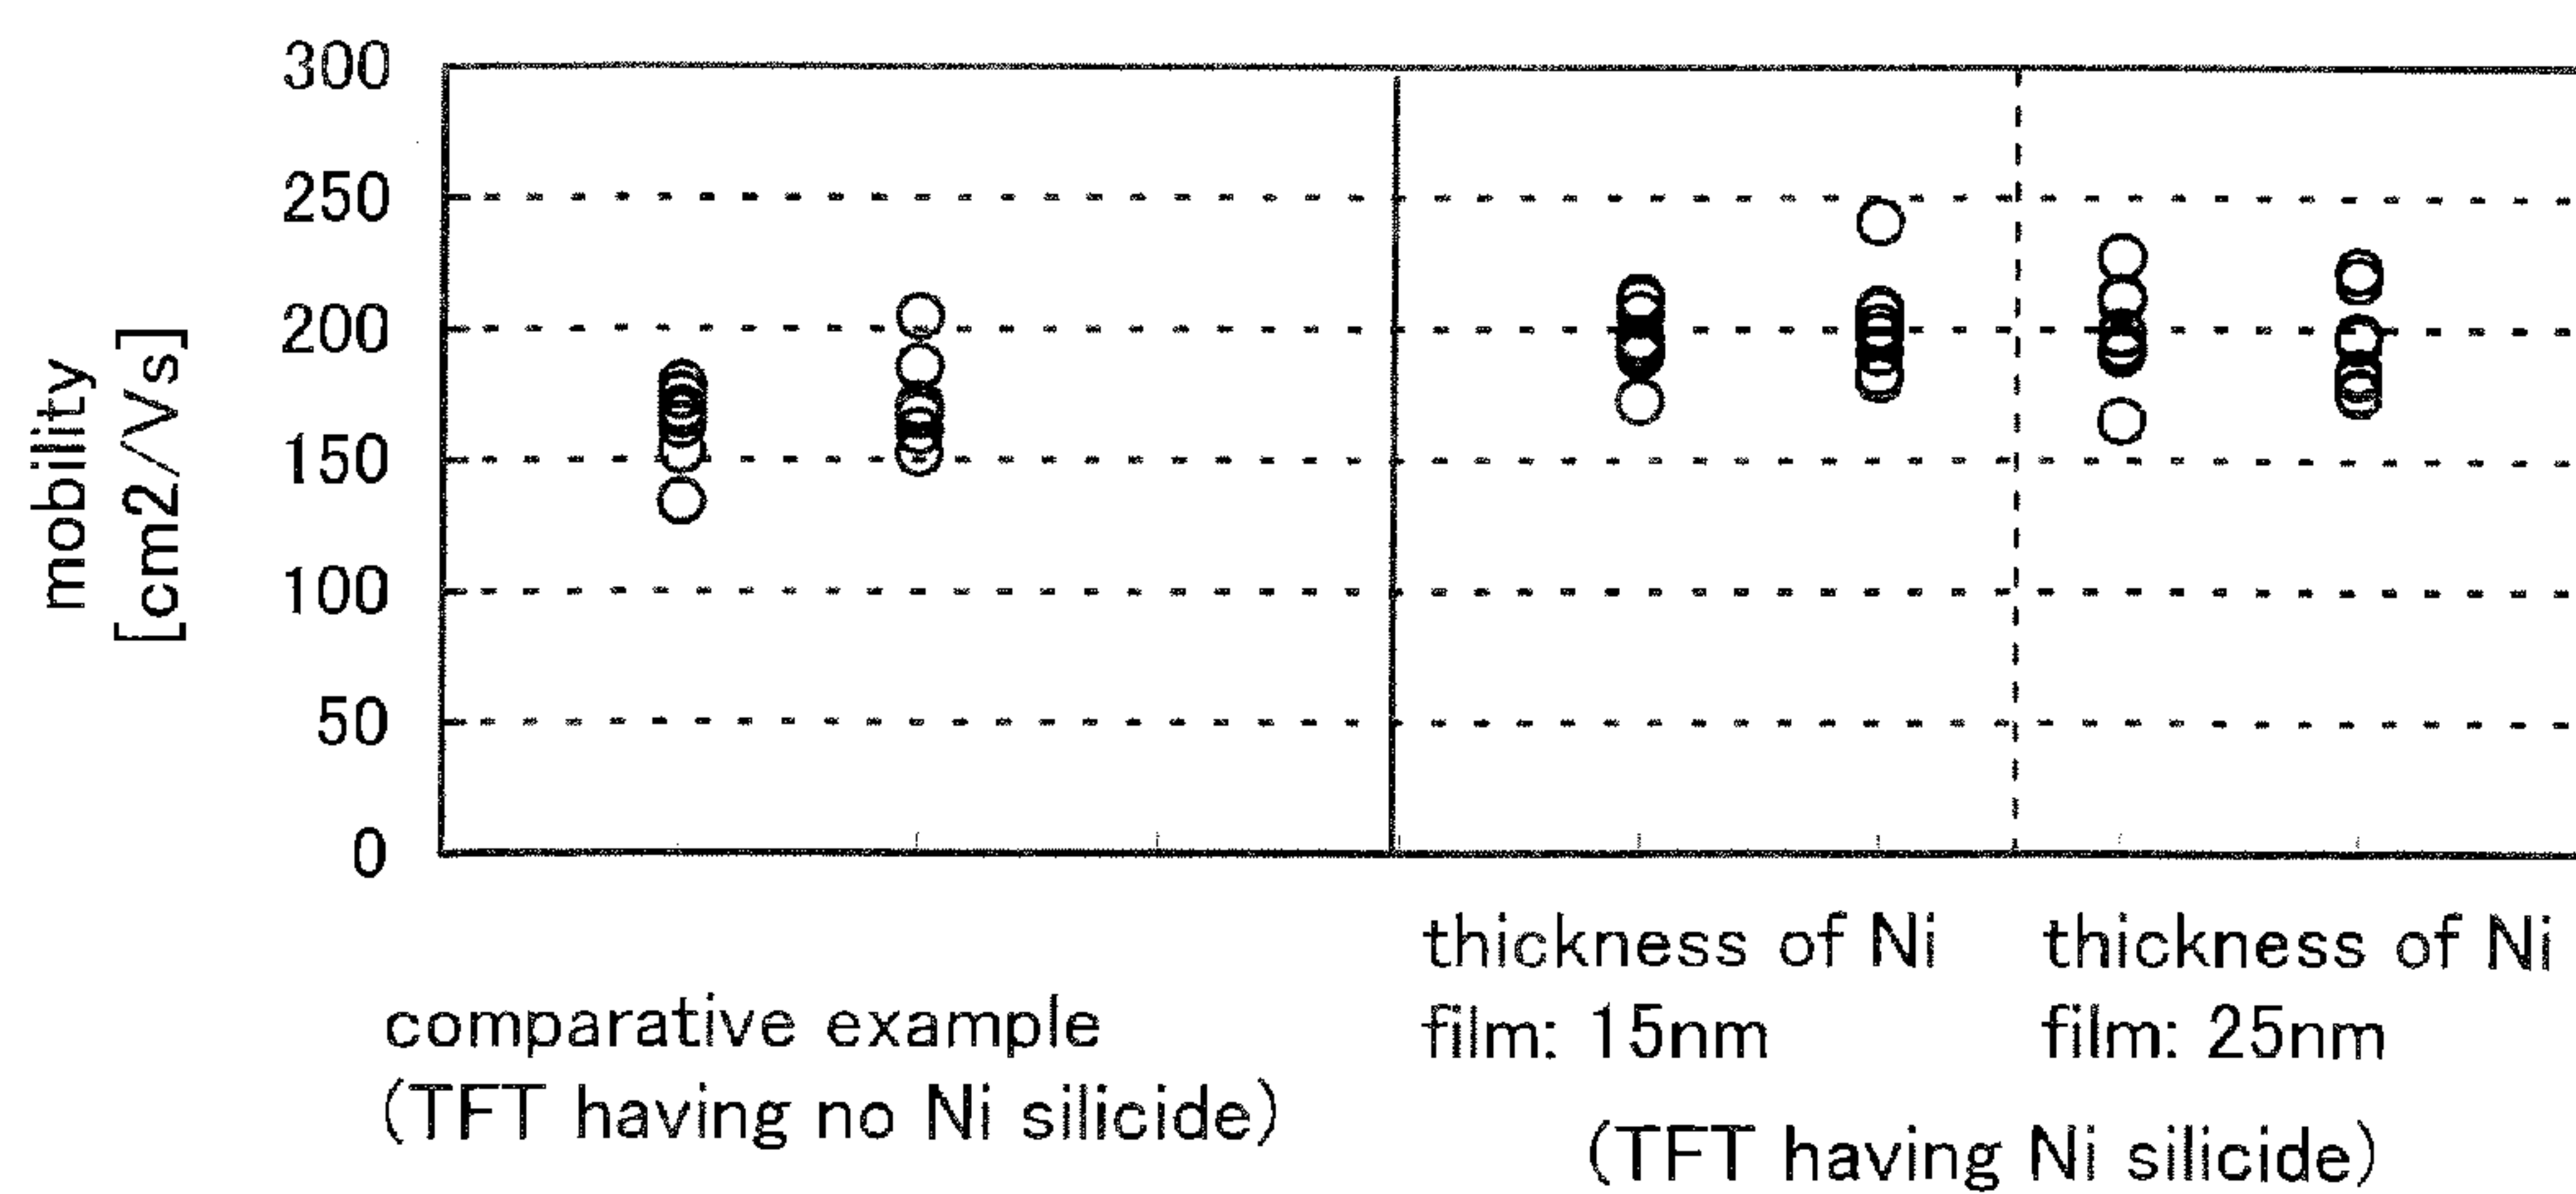 300
250
200
150
100
50
0
mobility
[cm2/Vs]
comparative example
(TFT having no Ni silicide)
thickness of Ni
film: 15nm
thickness of Ni
film: 25nm
(TFT having Ni silicide)